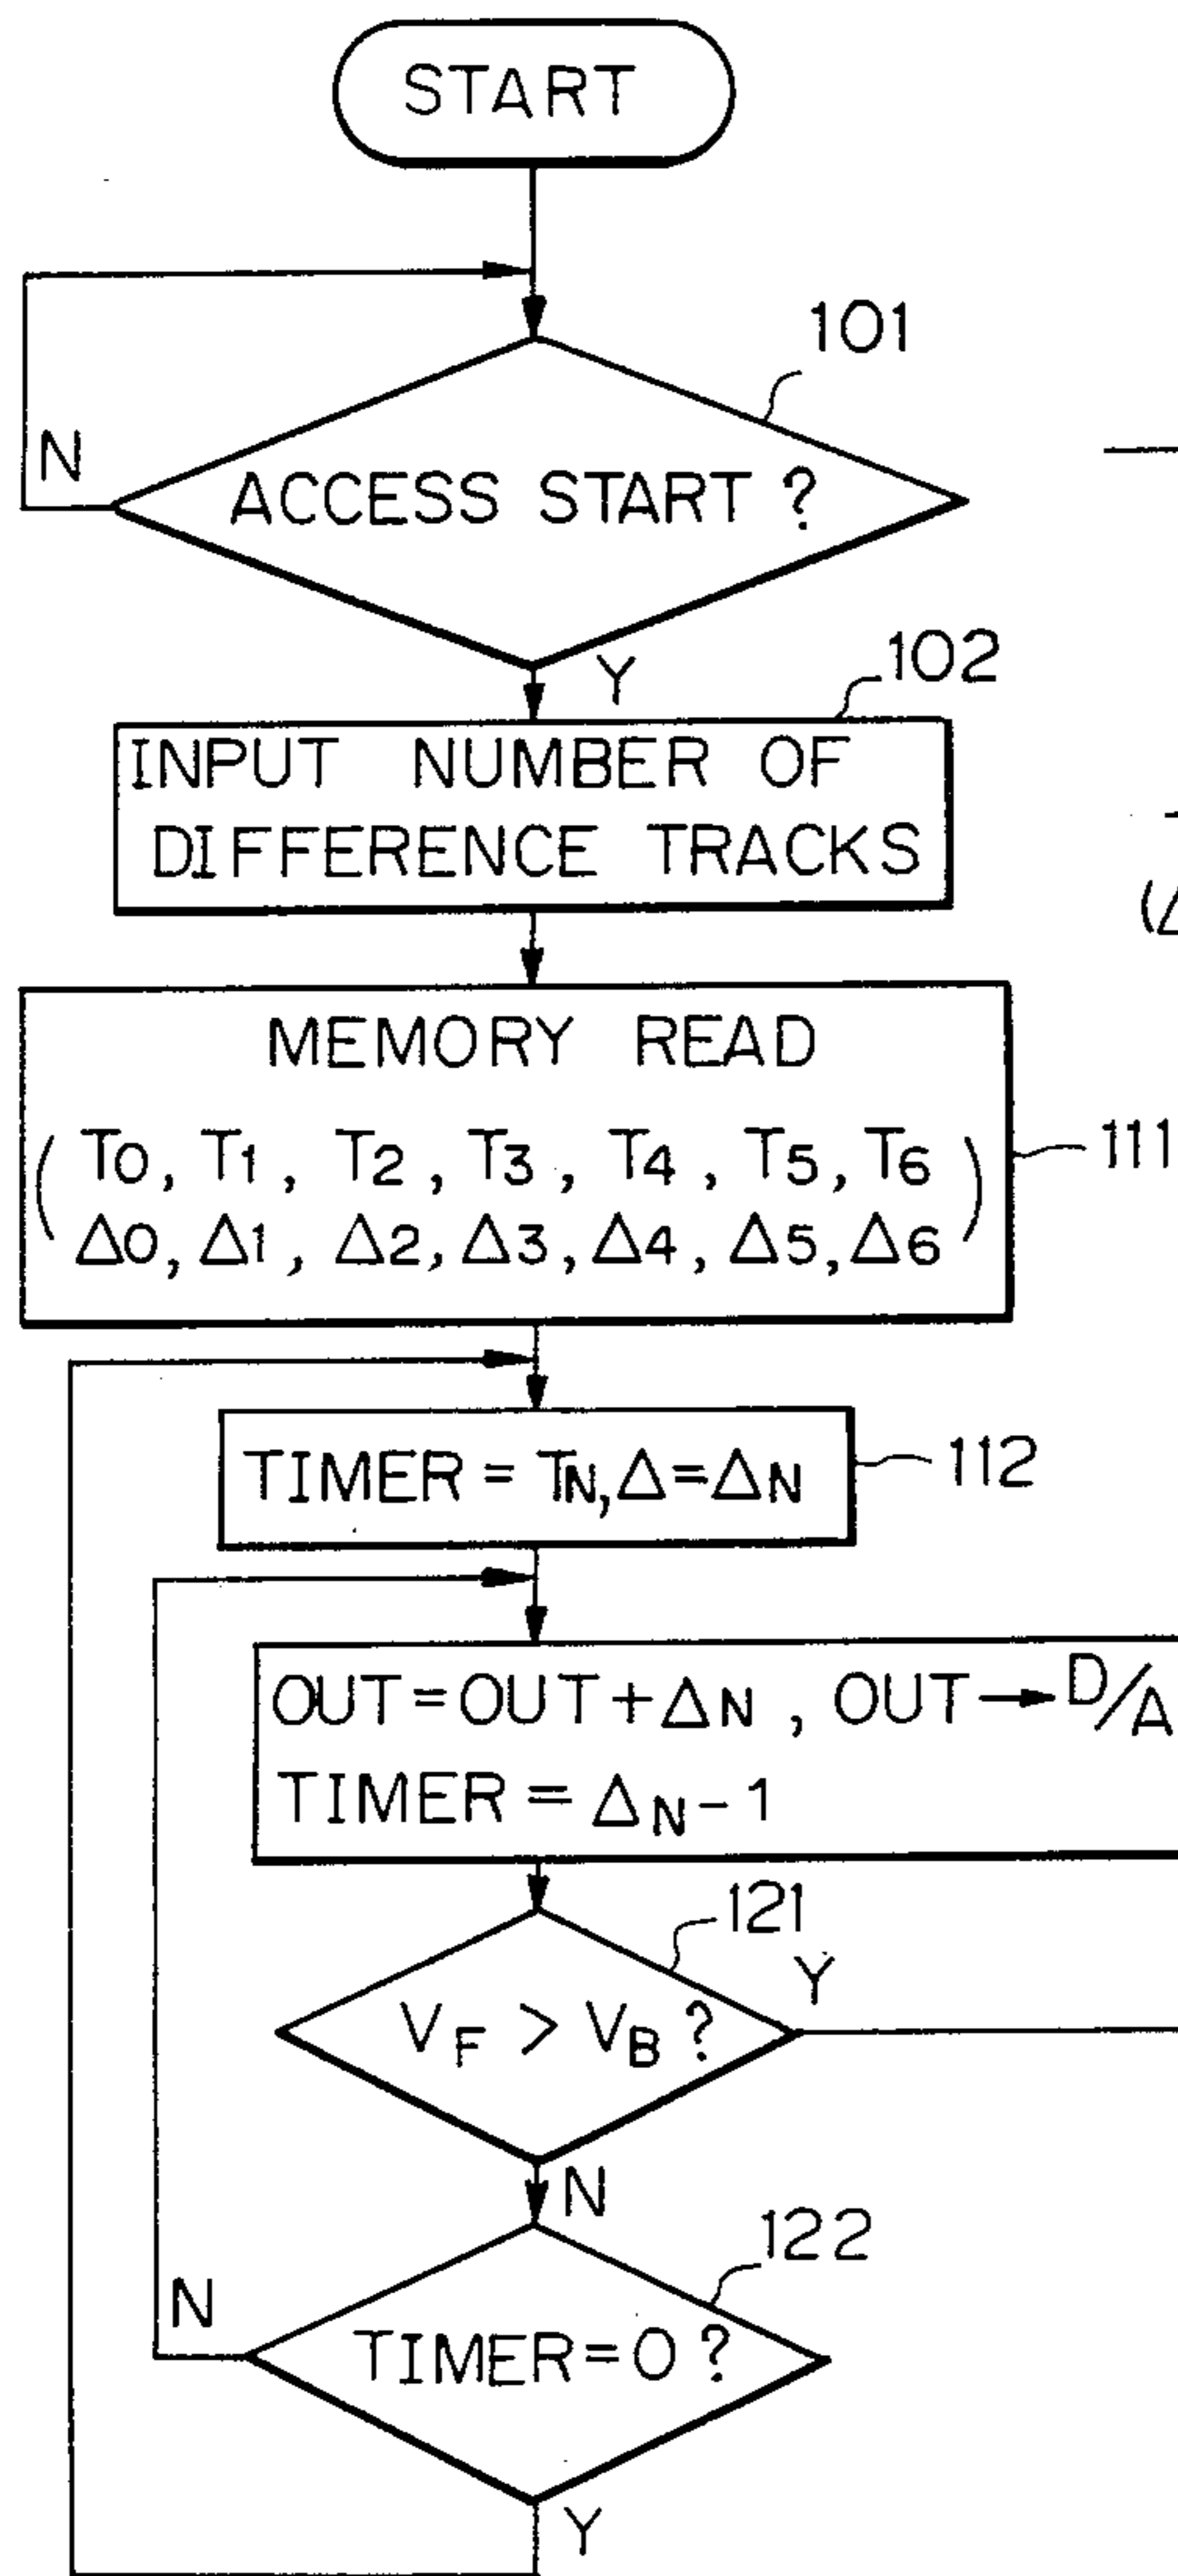 START
101
N
ACCESS START ?
Y
102
INPUT NUMBER OF
DIFFERENCE TRACKS
(Δ
MEMORY READ
( T0, T1, T2, T3, T4, T5, T6
Δ0, Δ1, Δ2, Δ3, Δ4, Δ5, Δ6 )
111
TIMER = TN, Δ=ΔN
112
OUT=OUT+ΔN , OUT→D/A
TIMER = ΔN-1
121
Y
VF > VB ?
N
122
N
TIMER=0 ?
Y